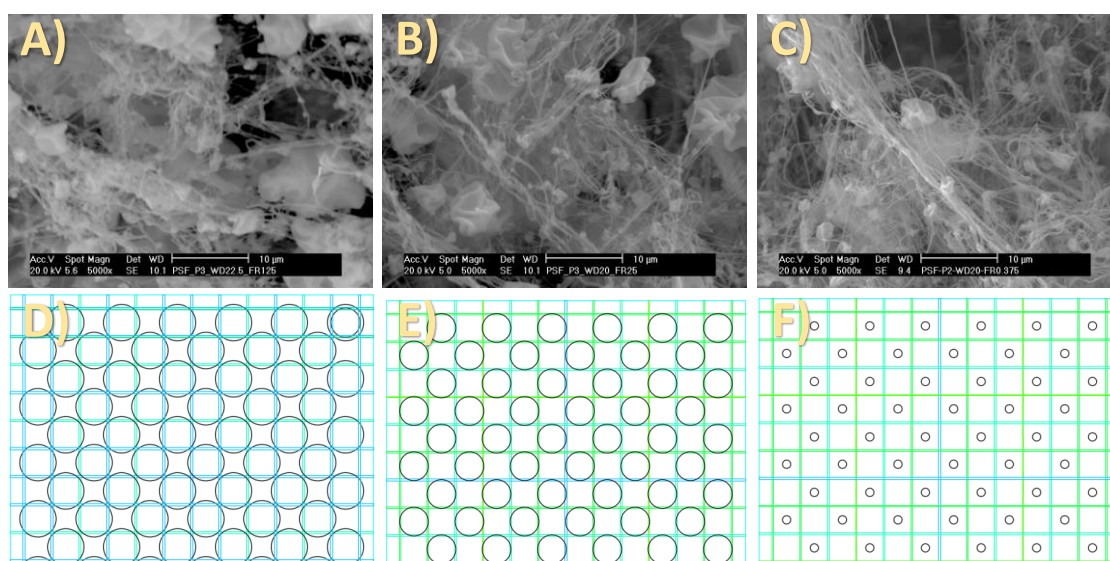 A)
Acc.V Spot Magn Det WD 10 µm
20.0 kV 5.6 5000x SE 10.1 PSF_P3_WD22.5_FR125
B)
Acc.V Spot Magn Det WD 10 µm
20.0 kV 5.0 5000x SE 10.1 PSF_P3_WD20_FR25
C)
Acc.V Spot Magn Det WD 10 µm
20.0 kV 5.0 5000x SE 9.4 PSF-P2-WD20-FR0.375
D)
E)
F)